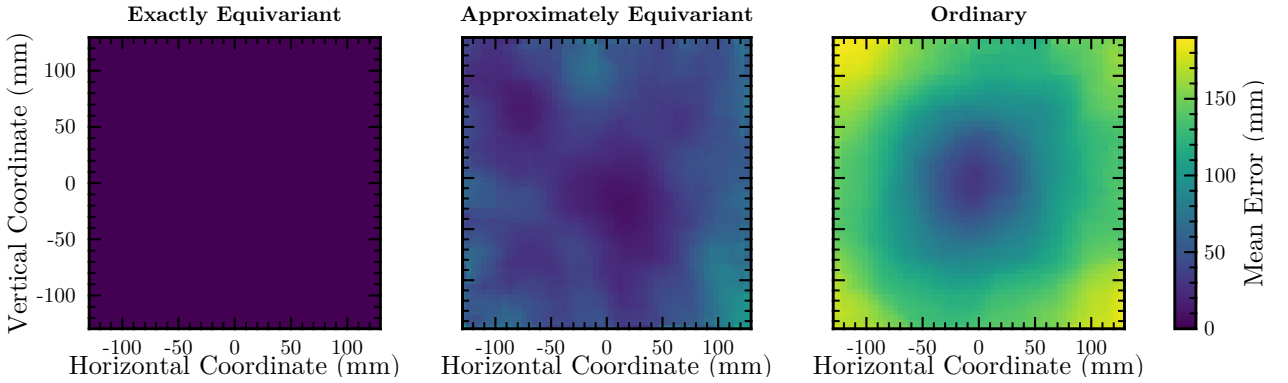 Exactly Equivariant
Approximately Equivariant
Ordinary
Vertical Coordinate (mm)
100
50
0
-50
-100
-100 -50 0 50 100
Horizontal Coordinate (mm)
-100 -50 0 50 100
Horizontal Coordinate (mm)
-100 -50 0 50 100
Horizontal Coordinate (mm)
150
100
50
0
Mean Error (mm)